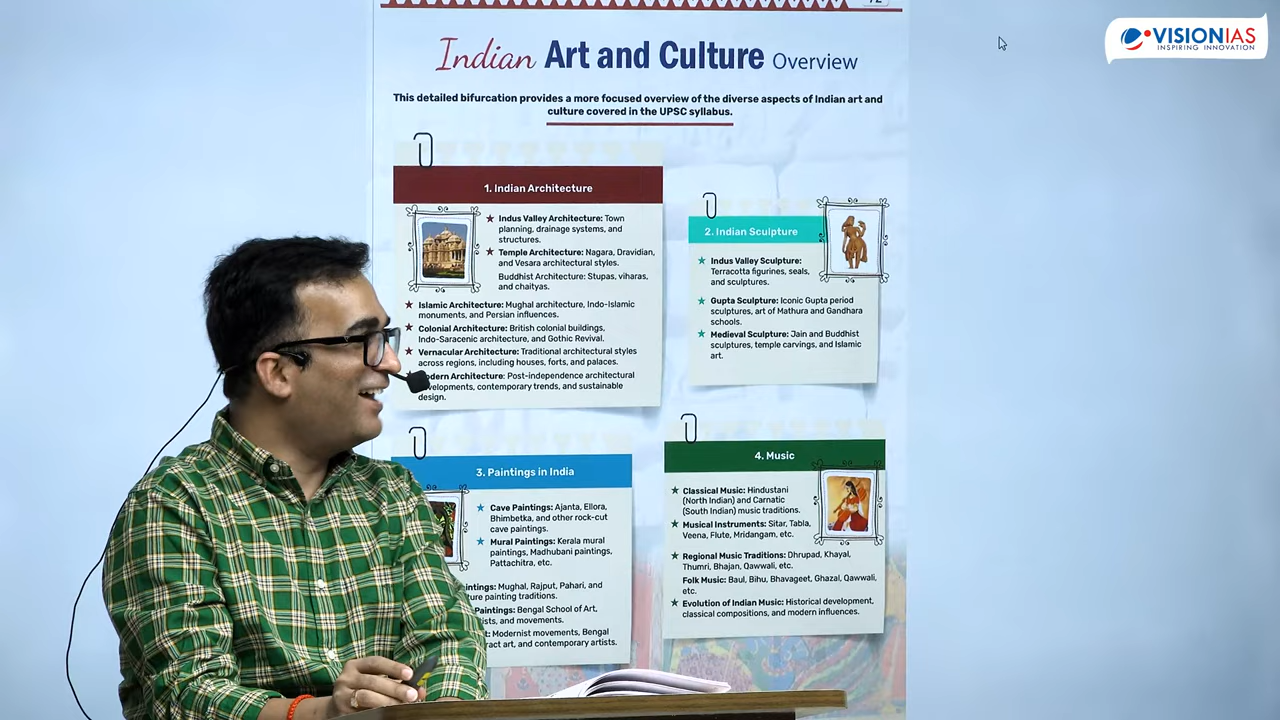 72
VISIONIAS
INSPIRING INNOVATION
Indian Art and Culture Overview
This detailed bifurcation provides a more focused overview of the diverse aspects of Indian art and
culture covered in the UPSC syllabus.
1. Indian Architecture
Indus Valley Architecture: Town
planning, drainage systems, and
structures.
Temple Architecture: Nagara, Dravidian,
and Vesara architectural styles.
Buddhist Architecture: Stupas, viharas,
and chaityas.
Islamic Architecture: Mughal architecture, Indo-Islamic
monuments, and Persian influences.
Colonial Architecture: British colonial buildings,
Indo-Saracenic architecture, and Gothic Revival.
Vernacular Architecture: Traditional architectural styles
across regions, including houses, forts, and palaces.
Architecture: Post-independence architectural
contemporary trends, and sustainable
design.
2. Indian Sculpture
Indus Valley Sculpture:
Terracotta figurines, seals,
and sculptures.
Gupta Sculpture: Iconic Gupta period
sculptures, art of Mathura and Gandhara
schools.
Medieval Sculpture: Jain and Buddhist
sculptures, temple carvings, and Islamic
art.
3. Paintings in India
Cave Paintings: Ajanta, Ellora,
Bhimbetka, and other rock-cut
cave paintings.
Mural Paintings: Kerala mural
paintings, Madhubani paintings,
Pattachitra, etc.
Mughal, Rajput, Pahari, and
painting traditions.
Paintings: Bengal School of Art,
and movements.
Modernist movements, Bengal
art, and contemporary artists.
4. Music
Classical Music: Hindustani
(North Indian) and Carnatic
(South Indian) music traditions.
Musical Instruments: Sitar, Tabla,
Veena, Flute, Mridangam, etc.
Regional Music Traditions: Dhrupad, Khayal,
Thumri, Bhajan, Qawwali, etc.
Folk Music: Baul, Bihu, Bhavageet, Ghazal, Qawwali,
etc.
Evolution of Indian Music: Historical development,
classical compositions, and modern influences.